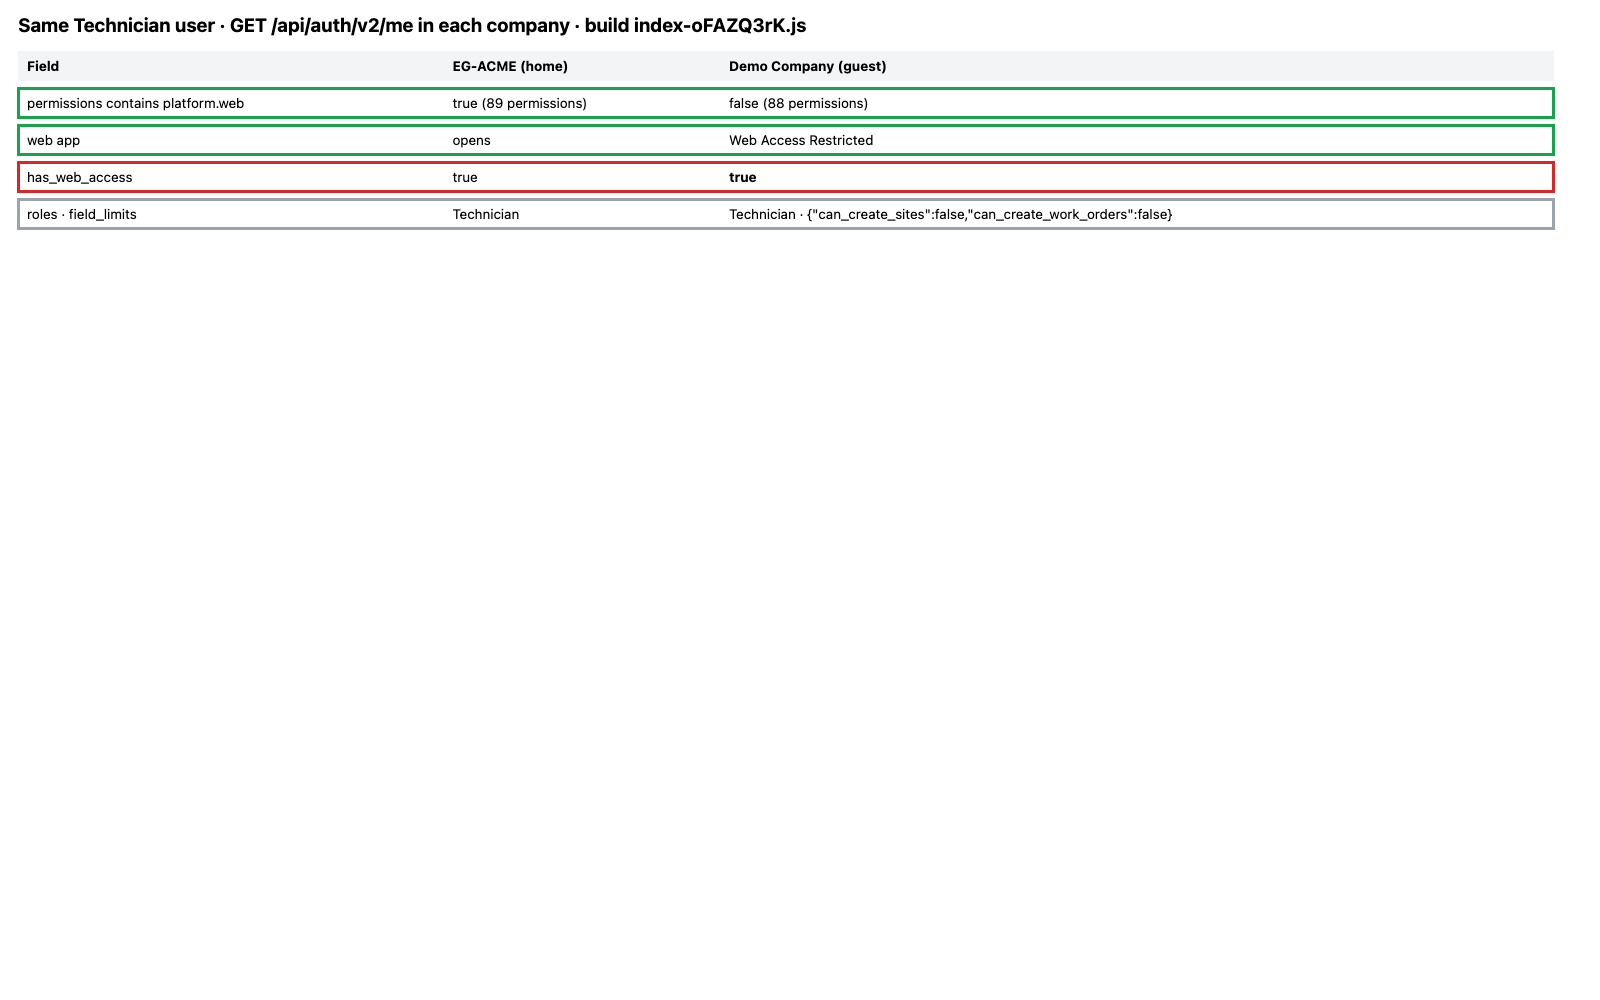 Same Technician user · GET /api/auth/v2/me in each company · build index-oFAZQ3rK.js
Field EG-ACME (home) Demo Company (guest)
permissions contains platform.web true (89 permissions) false (88 permissions)
web app opens Web Access Restricted
has_web_access true true
roles · field_limits Technician Technician · {"can_create_sites":false,"can_create_work_orders":false}